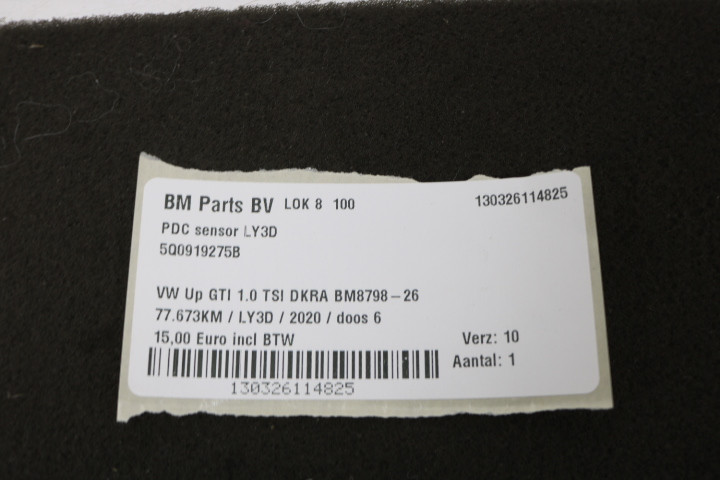 BM Parts BV LOK 8 100 130326114825
PDC sensor LY3D
5Q0919275B
VW Up GTI 1.0 TSI DKRA BM8798-26
77.673KM / LY3D / 2020 / doos 6
15,00 Euro incl BTW Verz: 10
Aantal: 1
130326114825